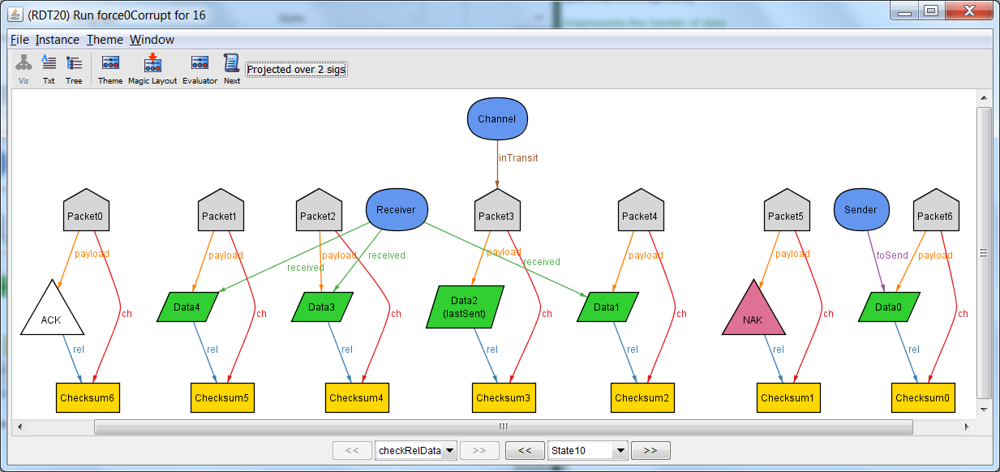 (RDT20) Run force0Corrupt for 16
File Instance Theme Window
Viz Txt Tree Theme Magic Layout Evaluator Next Projected over 2 sigs
Channel
inTransit
Packet0 Packet1 Packet2 Receiver Packet3 Packet4 Packet5 Sender Packet6
payload payload payload received payload payload payload toSend payload
received received
Data4 Data3 Data2 Data1 Data0
(lastSent)
ch ch ch ch ch ch ch
ACK NAK
rel rel rel rel rel rel rel
Checksum6 Checksum5 Checksum4 Checksum3 Checksum2 Checksum1 Checksum0
<< checkRelData >> << State10 >>